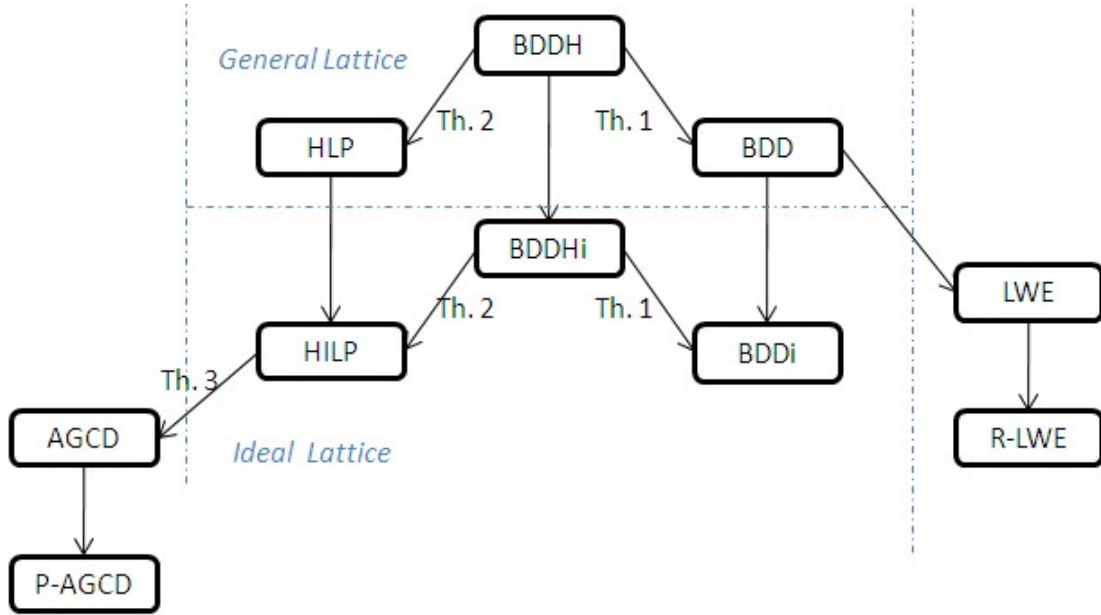 BDDH
General Lattice
Th. 2
Th. 1
HLP
BDD
BDDHi
LWE
Th. 2
Th. 1
HILP
BDDi
Th. 3
AGCD
R-LWE
Ideal Lattice
P-AGCD